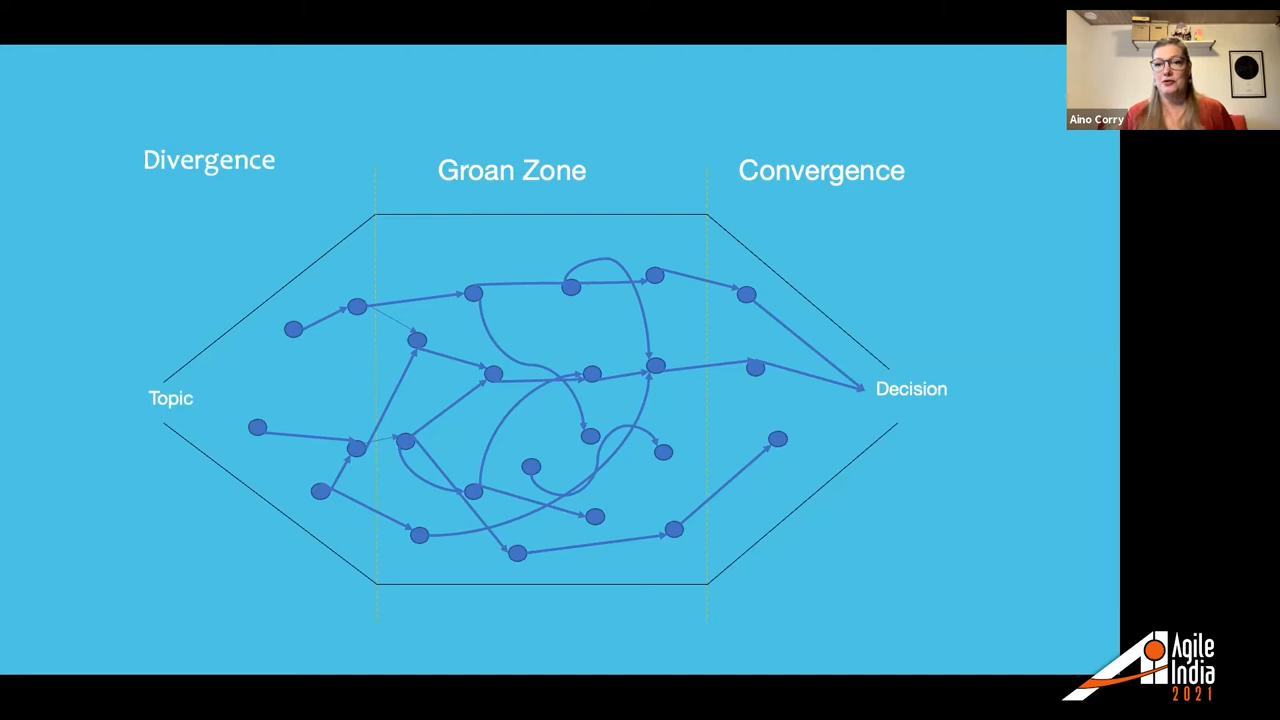 Aino Corry
Divergence
Groan Zone
Convergence
Topic
Decision
Agile
India
2021